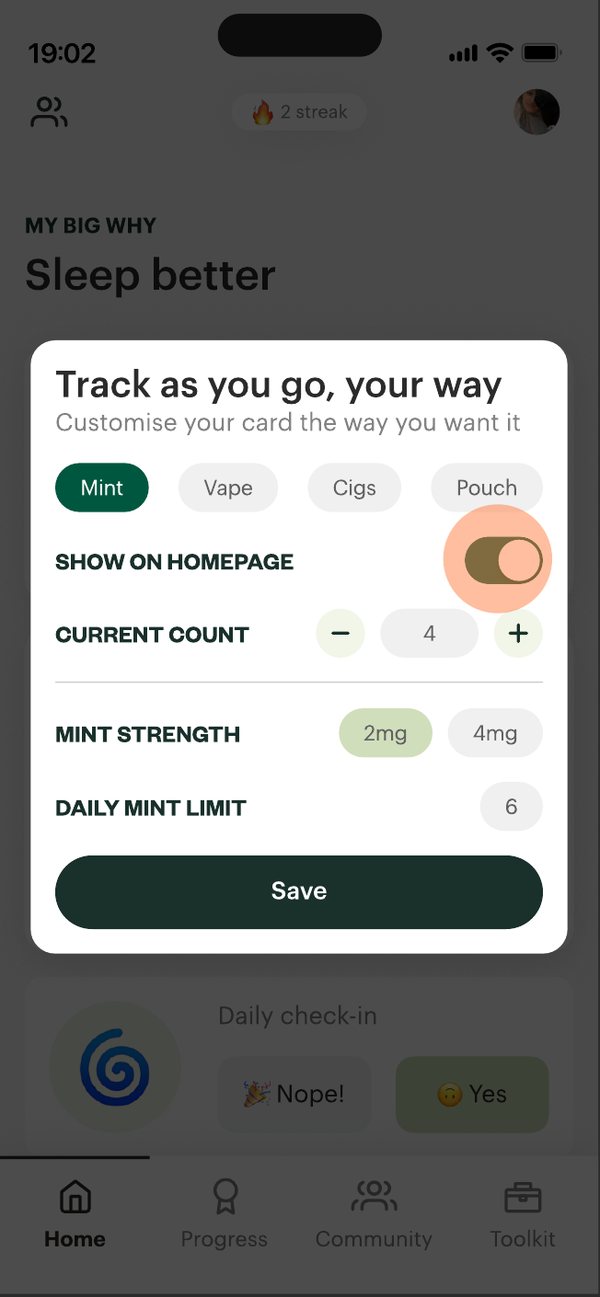 19:02
🔥 2 streak
MY BIG WHY
Sleep better
Track as you go, your way
Customise your card the way you want it
Mint Vape Cigs Pouch
SHOW ON HOMEPAGE
CURRENT COUNT − 4 +
MINT STRENGTH 2mg 4mg
DAILY MINT LIMIT 6
Save
Daily check-in
🎉 Nope! 🙃 Yes
Home Progress Community Toolkit